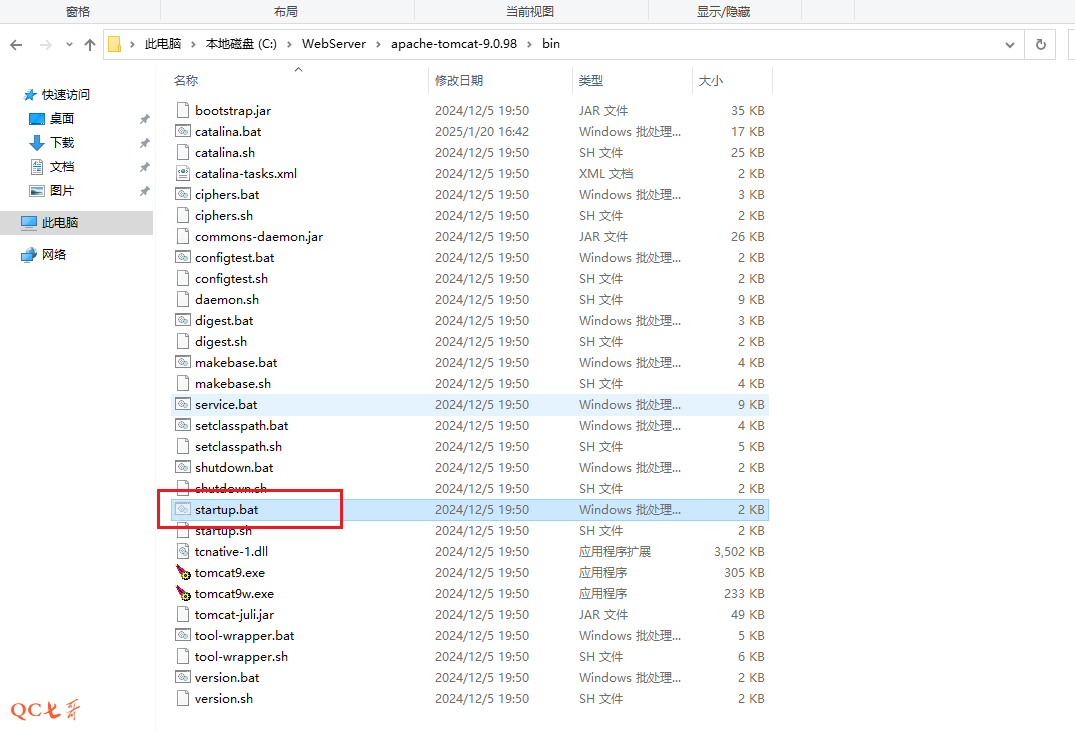 窗格 布局 当前视图 显示/隐藏
此电脑 本地磁盘 (C:) WebServer apache-tomcat-9.0.98 bin
名称 修改日期 类型 大小
快速访问
桌面
下载
文档
图片
此电脑
网络
bootstrap.jar 2024/12/5 19:50 JAR 文件 35 KB
catalina.bat 2025/1/20 16:42 Windows 批处理... 17 KB
catalina.sh 2024/12/5 19:50 SH 文件 25 KB
catalina-tasks.xml 2024/12/5 19:50 XML 文档 2 KB
ciphers.bat 2024/12/5 19:50 Windows 批处理... 3 KB
ciphers.sh 2024/12/5 19:50 SH 文件 2 KB
commons-daemon.jar 2024/12/5 19:50 JAR 文件 26 KB
configtest.bat 2024/12/5 19:50 Windows 批处理... 2 KB
configtest.sh 2024/12/5 19:50 SH 文件 2 KB
daemon.sh 2024/12/5 19:50 SH 文件 9 KB
digest.bat 2024/12/5 19:50 Windows 批处理... 3 KB
digest.sh 2024/12/5 19:50 SH 文件 2 KB
makebase.bat 2024/12/5 19:50 Windows 批处理... 4 KB
makebase.sh 2024/12/5 19:50 SH 文件 4 KB
service.bat 2024/12/5 19:50 Windows 批处理... 9 KB
setclasspath.bat 2024/12/5 19:50 Windows 批处理... 4 KB
setclasspath.sh 2024/12/5 19:50 SH 文件 5 KB
shutdown.bat 2024/12/5 19:50 Windows 批处理... 2 KB
shutdown.sh 2024/12/5 19:50 SH 文件 2 KB
startup.bat 2024/12/5 19:50 Windows 批处理... 2 KB
startup.sh 2024/12/5 19:50 SH 文件 2 KB
tcnative-1.dll 2024/12/5 19:50 应用程序扩展 3,502 KB
tomcat9.exe 2024/12/5 19:50 应用程序 305 KB
tomcat9w.exe 2024/12/5 19:50 应用程序 233 KB
tomcat-juli.jar 2024/12/5 19:50 JAR 文件 49 KB
tool-wrapper.bat 2024/12/5 19:50 Windows 批处理... 5 KB
tool-wrapper.sh 2024/12/5 19:50 SH 文件 6 KB
version.bat 2024/12/5 19:50 Windows 批处理... 2 KB
version.sh 2024/12/5 19:50 SH 文件 2 KB
QC七哥